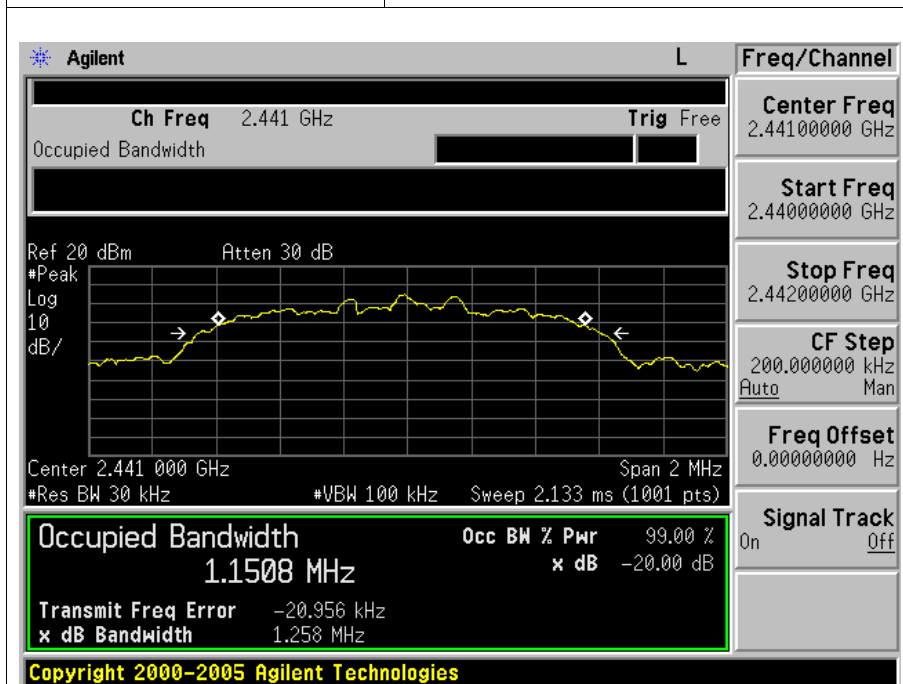 Agilent L Freq/Channel
Ch Freq 2.441 GHz Trig Free
Occupied Bandwidth
Center Freq
2.44100000 GHz
Start Freq
2.44000000 GHz
Stop Freq
2.44200000 GHz
CF Step
200.000000 kHz
Auto Man
Freq Offset
0.00000000 Hz
Signal Track
On Off
Ref 20 dBm Atten 30 dB
#Peak
Log
10
dB/
Center 2.441 000 GHz Span 2 MHz
#Res BW 30 kHz #VBW 100 kHz Sweep 2.133 ms (1001 pts)
Occupied Bandwidth Occ BW % Pwr 99.00 %
1.1508 MHz x dB -20.00 dB
Transmit Freq Error -20.956 kHz
x dB Bandwidth 1.258 MHz
Copyright 2000-2005 Agilent Technologies